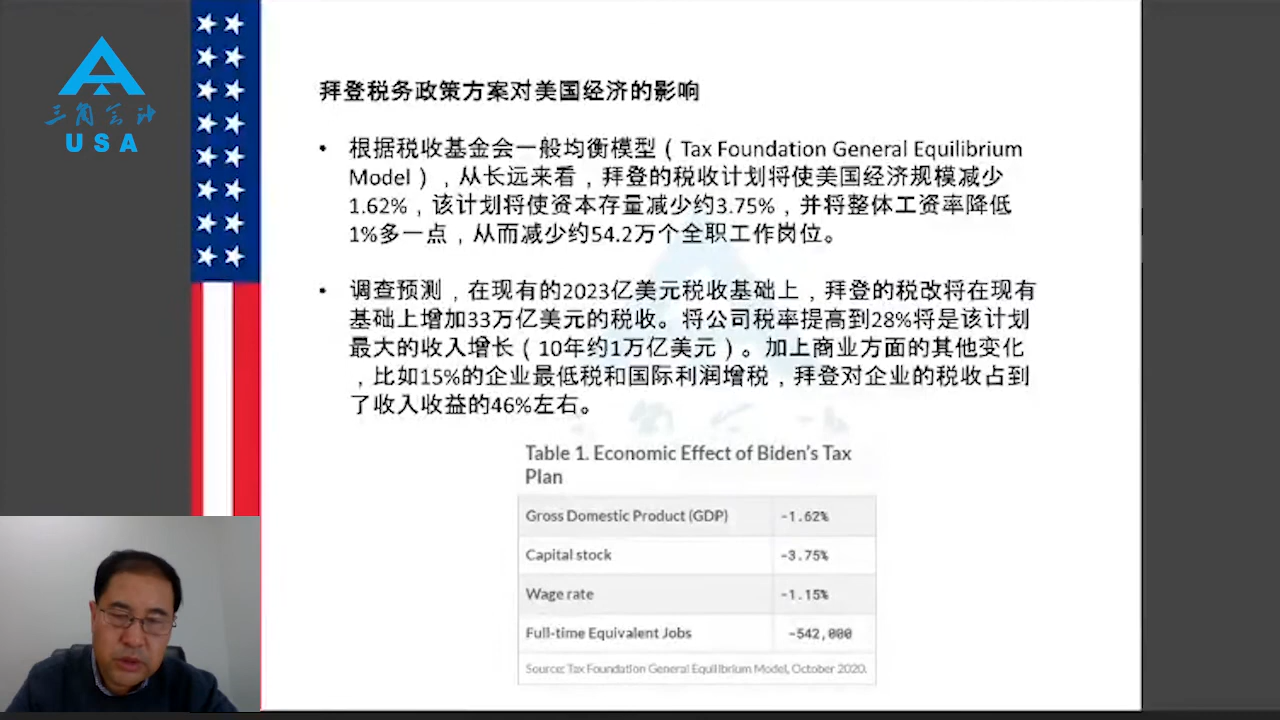 三角会计
USA
拜登税务政策方案对美国经济的影响
• 根据税收基金会一般均衡模型（Tax Foundation General Equilibrium
Model），从长远来看，拜登的税收计划将使美国经济规模减少
1.62%，该计划将使资本存量减少约3.75%，并将整体工资率降低
1%多一点，从而减少约54.2万个全职工作岗位。
• 调查预测，在现有的2023亿美元税收基础上，拜登的税改将在现有
基础上增加33万亿美元的税收。将公司税率提高到28%将是该计划
最大的收入增长（10年约1万亿美元）。加上商业方面的其他变化
，比如15%的企业最低税和国际利润增税，拜登对企业的税收占到
了收入收益的46%左右。
Table 1. Economic Effect of Biden's Tax
Plan
Gross Domestic Product (GDP) -1.62%
Capital stock -3.75%
Wage rate -1.15%
Full-time Equivalent Jobs -542,000
Source: Tax Foundation General Equilibrium Model, October 2020.